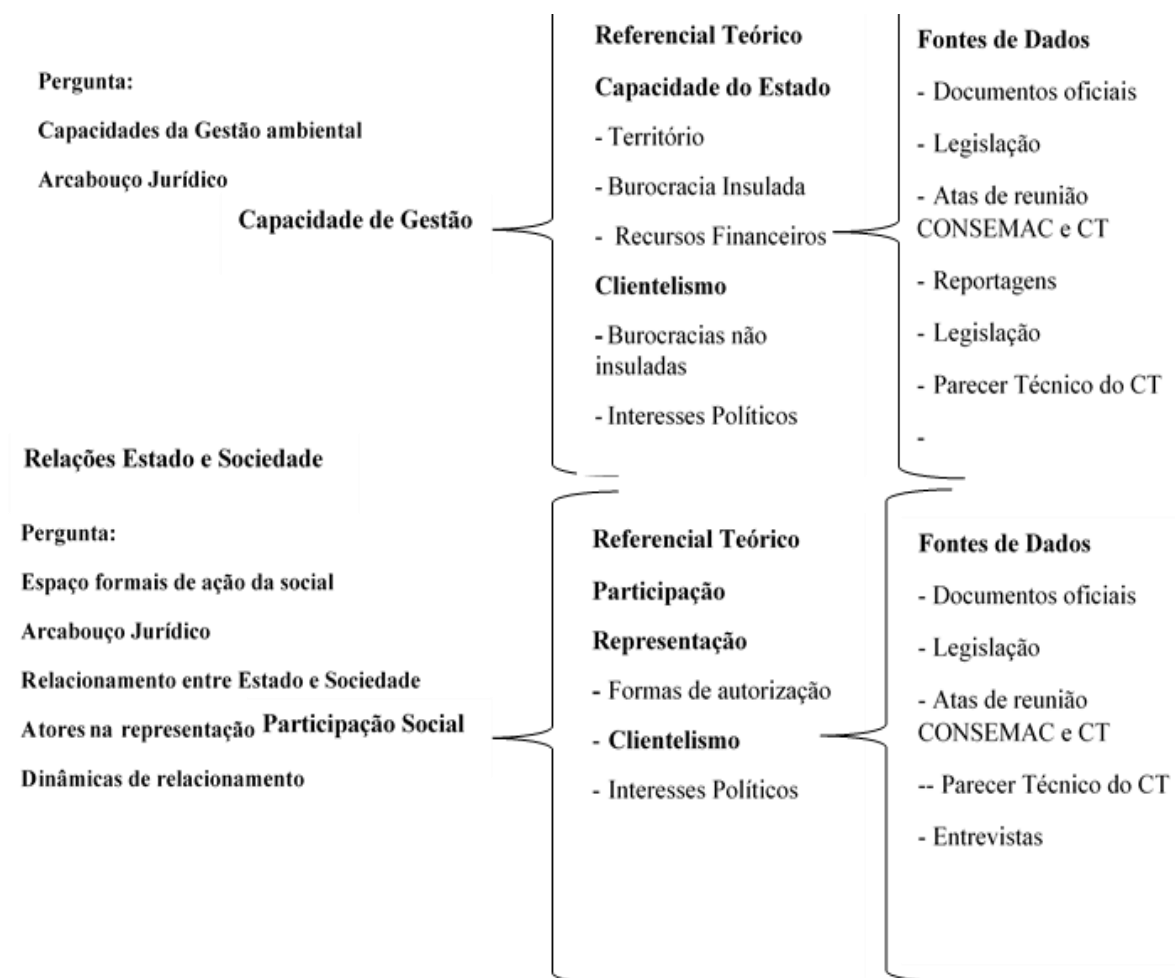 Pergunta:
Capacidades da Gestão ambiental
Arcabouço Jurídico
Capacidade de Gestão
Referencial Teórico
Capacidade do Estado
- Território
- Burocracia Insulada
- Recursos Financeiros
Clientelismo
- Burocracias não
insuladas
- Interesses Políticos
Fontes de Dados
- Documentos oficiais
- Legislação
- Atas de reunião
CONSEMAC e CT
- Reportagens
- Legislação
- Parecer Técnico do CT
-
Relações Estado e Sociedade
Pergunta:
Espaço formais de ação da social
Arcabouço Jurídico
Relacionamento entre Estado e Sociedade
Atores na representação
Participação Social
Dinâmicas de relacionamento
Referencial Teórico
Participação
Representação
- Formas de autorização
- Clientelismo
- Interesses Políticos
Fontes de Dados
- Documentos oficiais
- Legislação
- Atas de reunião
CONSEMAC e CT
-- Parecer Técnico do CT
- Entrevistas